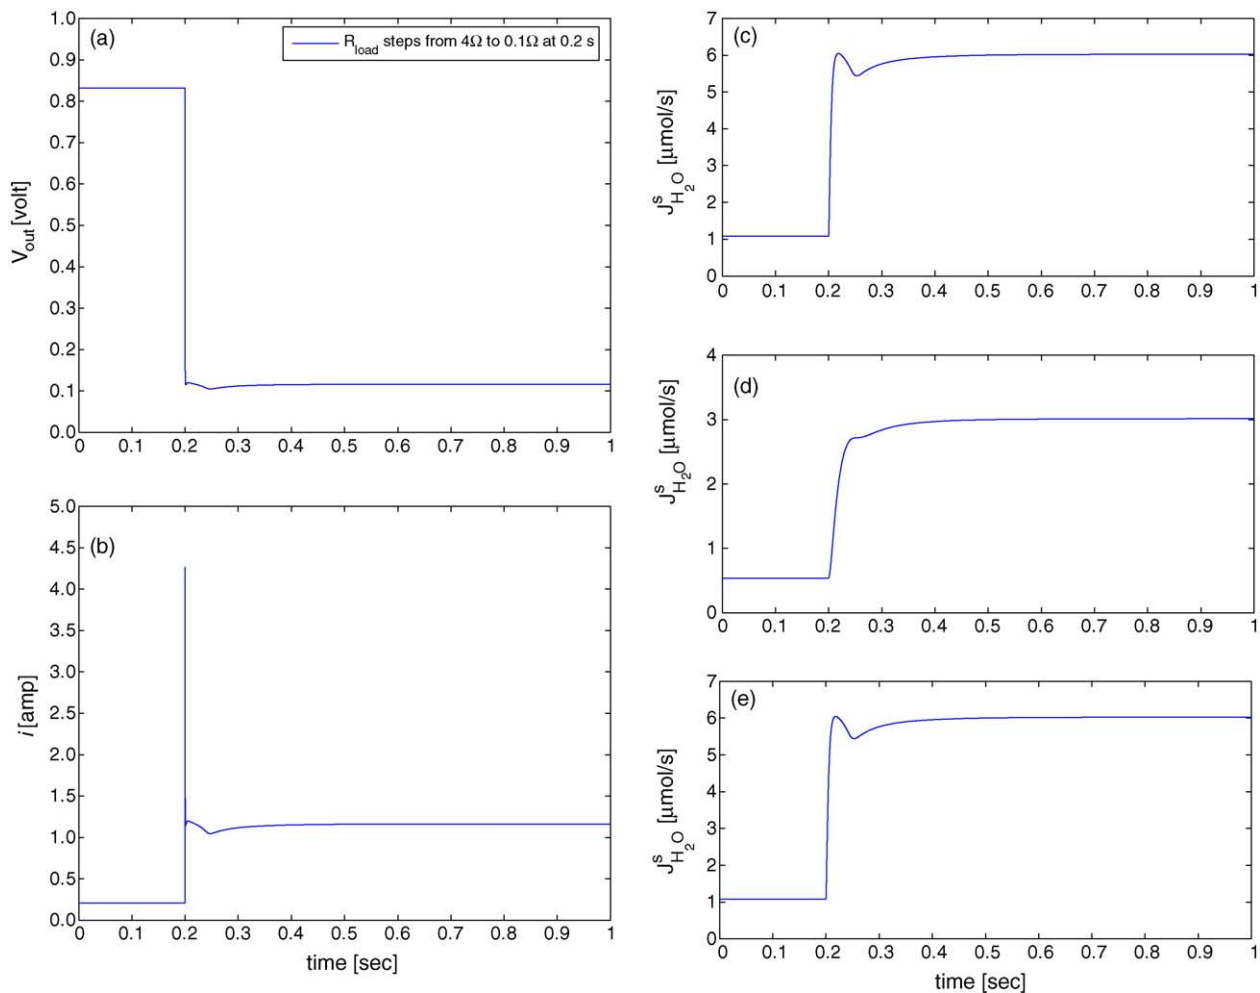 (a)
R_load steps from 4Ω to 0.1Ω at 0.2 s
V_out [volt]
1.0
0.9
0.8
0.7
0.6
0.5
0.4
0.3
0.2
0.1
0.0
0 0.1 0.2 0.3 0.4 0.5 0.6 0.7 0.8 0.9 1
(b)
i [amp]
5.0
4.5
4.0
3.5
3.0
2.5
2.0
1.5
1.0
0.5
0.0
0 0.1 0.2 0.3 0.4 0.5 0.6 0.7 0.8 0.9 1
time [sec]
(c)
J^s_H₂O [μmol/s]
7
6
5
4
3
2
1
0
0 0.1 0.2 0.3 0.4 0.5 0.6 0.7 0.8 0.9 1
(d)
J^s_H₂O [μmol/s]
4
3
2
1
0
0 0.1 0.2 0.3 0.4 0.5 0.6 0.7 0.8 0.9 1
(e)
J^s_H₂O [μmol/s]
7
6
5
4
3
2
1
0
0 0.1 0.2 0.3 0.4 0.5 0.6 0.7 0.8 0.9 1
time [sec]